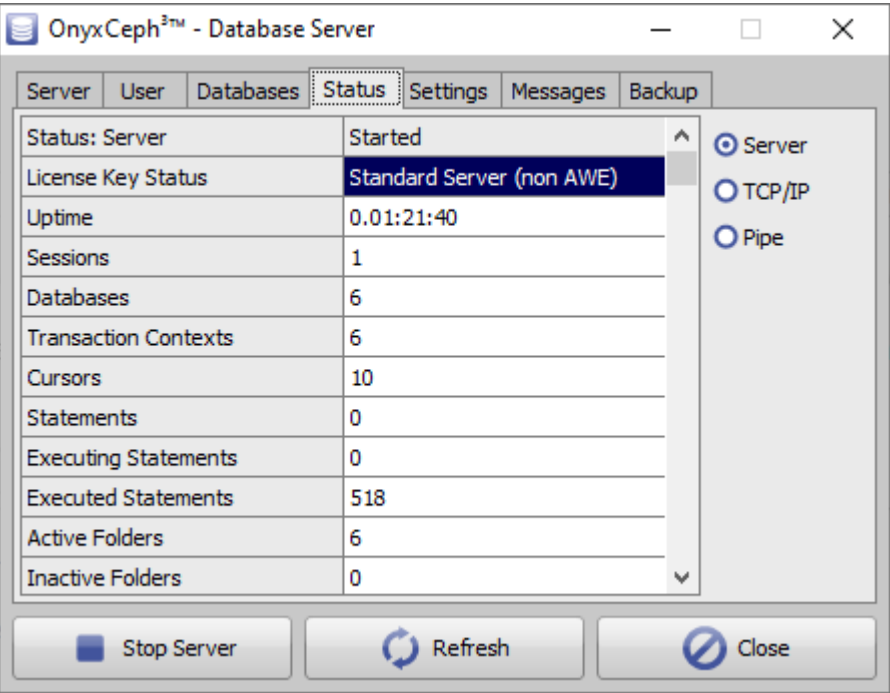 OnyxCeph³™ - Database Server
Server User Databases Status Settings Messages Backup
Status: Server Started
License Key Status Standard Server (non AWE)
Uptime 0.01:21:40
Sessions 1
Databases 6
Transaction Contexts 6
Cursors 10
Statements 0
Executing Statements 0
Executed Statements 518
Active Folders 6
Inactive Folders 0
Server
TCP/IP
Pipe
Stop Server Refresh Close